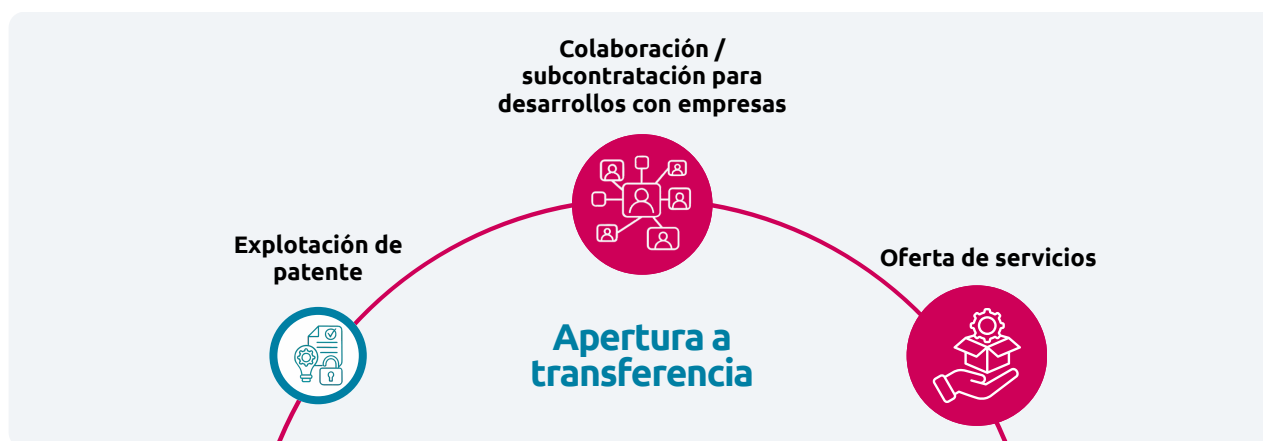 Colaboración /
subcontratación para
desarrollos con empresas
Explotación de
patente
Oferta de servicios
Apertura a
transferencia